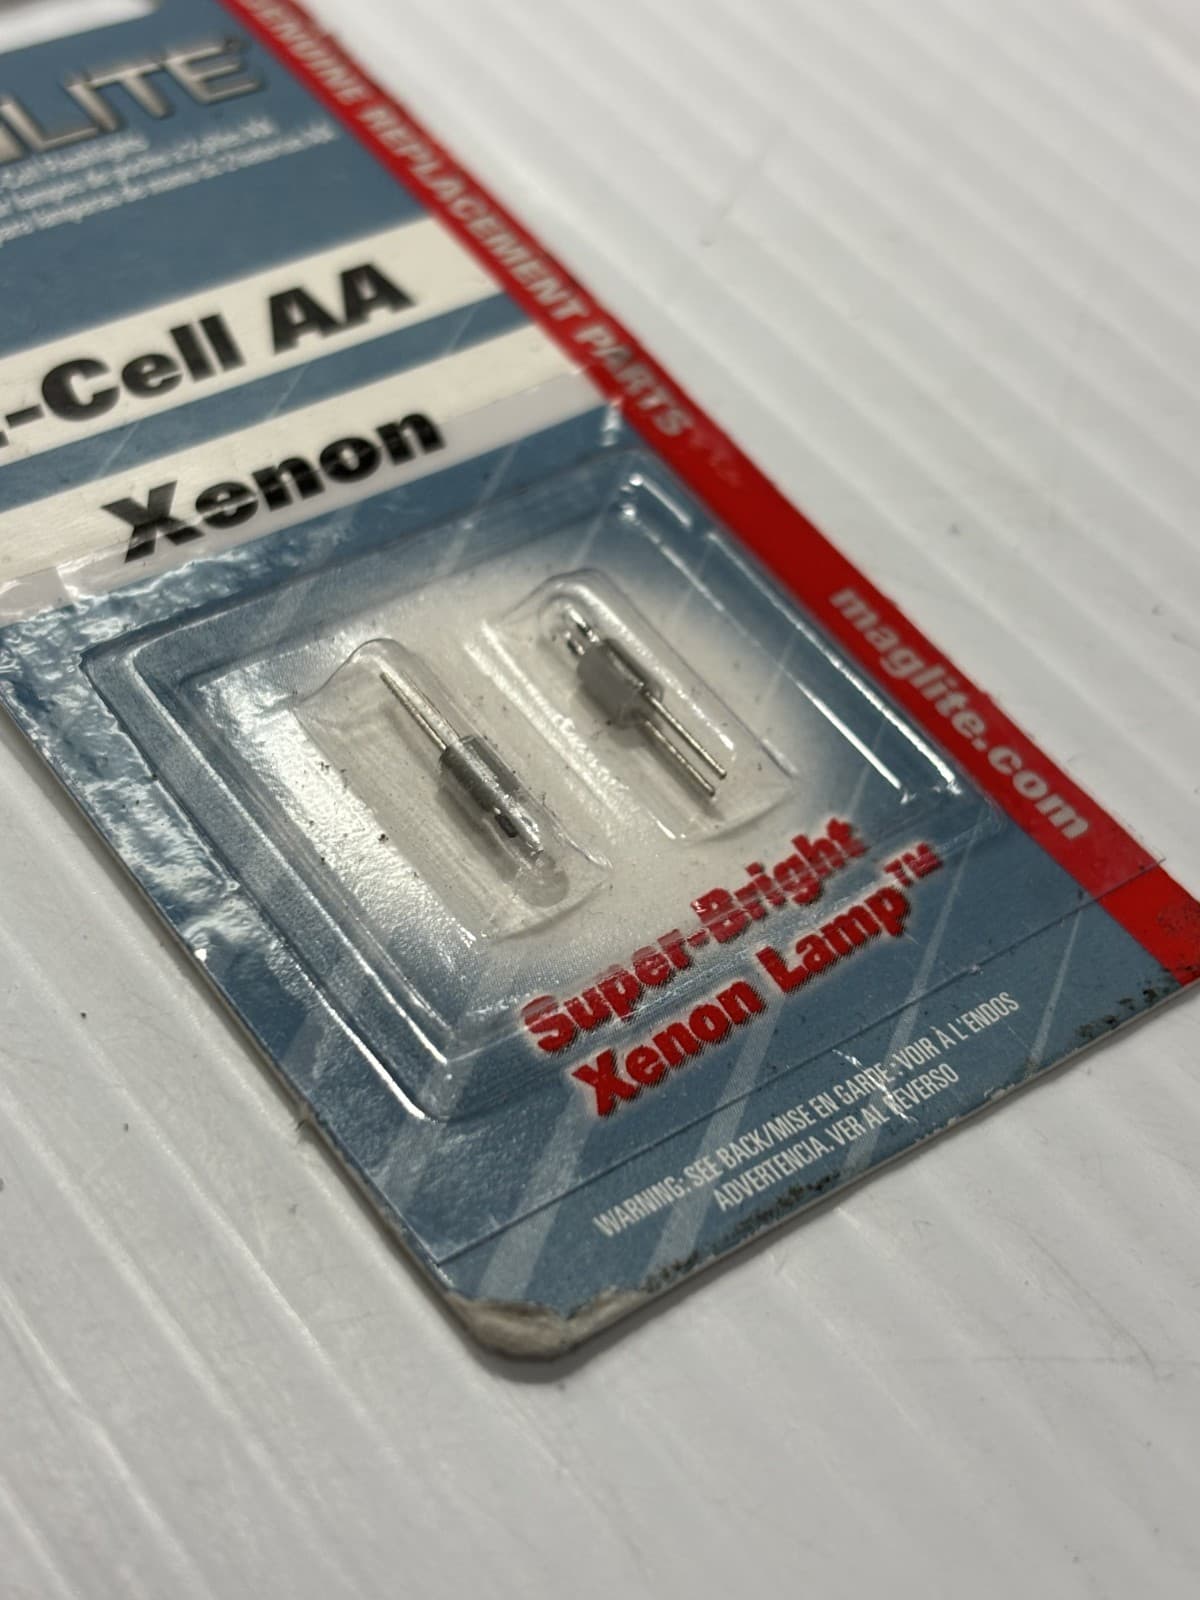 LITE
-Cell AA
Xenon
GENUINE REPLACEMENT PARTS
maglite.com
Super-Bright
Xenon Lamp™
WARNING: SEE BACK/MISE EN GARDE: VOIR À L'ENDOS
ADVERTENCIA. VER AL REVERSO